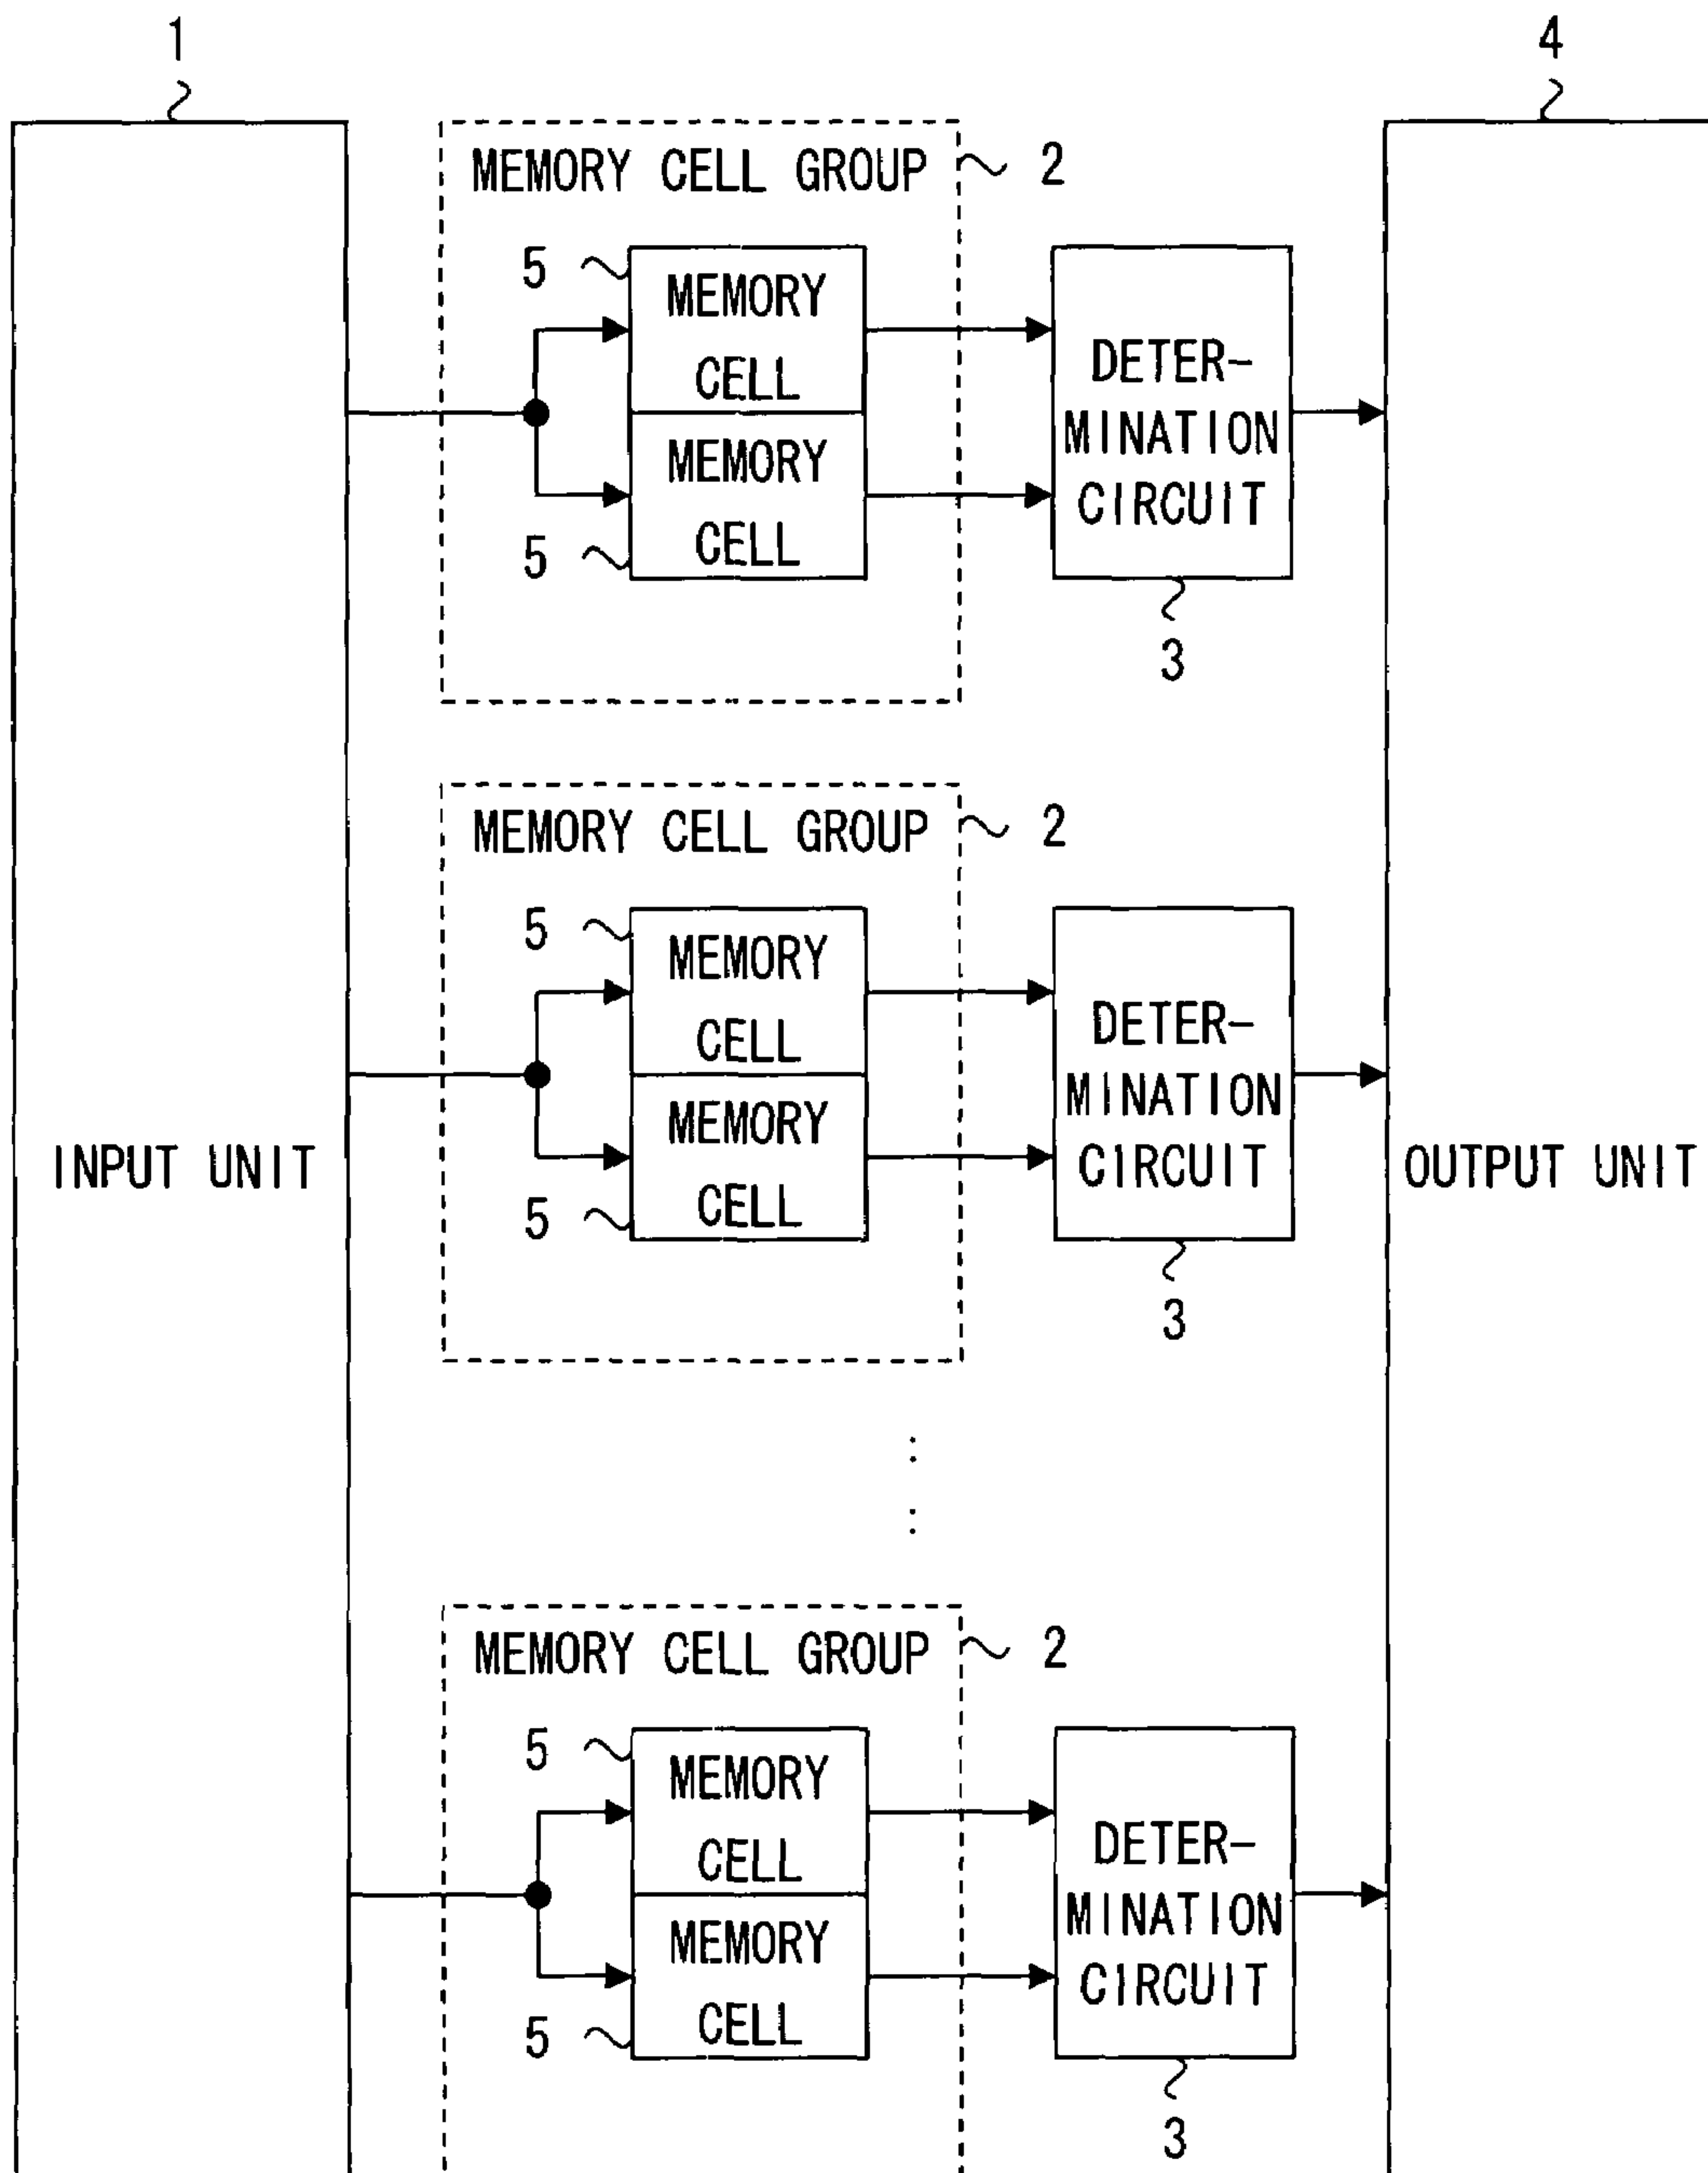 1
4
MEMORY CELL GROUP
2
5
MEMORY
CELL
MEMORY
CELL
5
DETER-
MINATION
CIRCUIT
3
MEMORY CELL GROUP
2
5
MEMORY
CELL
MEMORY
CELL
5
DETER-
MINATION
CIRCUIT
3
INPUT UNIT
OUTPUT UNIT
MEMORY CELL GROUP
2
5
MEMORY
CELL
MEMORY
CELL
5
DETER-
MINATION
CIRCUIT
3